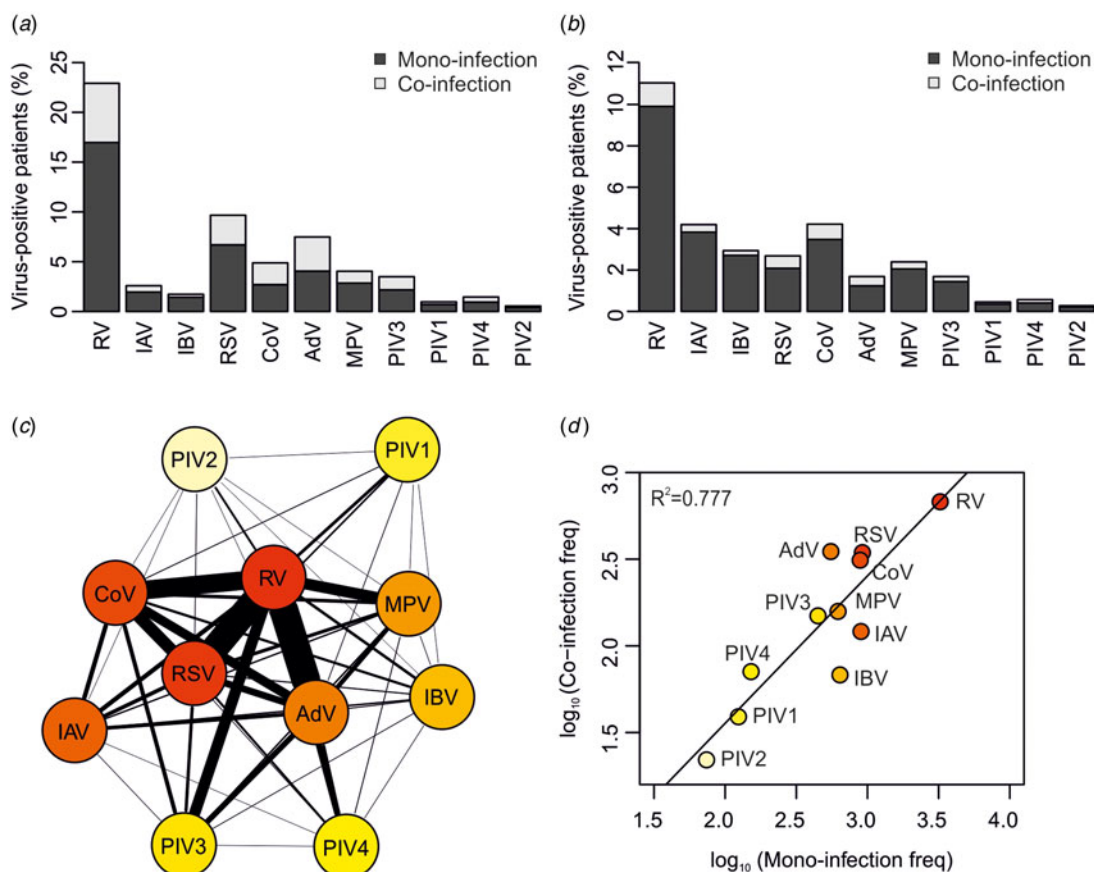 (a)
Mono-infection
Co-infection
Virus-positive patients (%)
25
20
15
10
5
0
RV
IAV
IBV
RSV
CoV
AdV
MPV
PIV3
PIV1
PIV4
PIV2
(b)
Mono-infection
Co-infection
Virus-positive patients (%)
12
10
8
6
4
2
0
RV
IAV
IBV
RSV
CoV
AdV
MPV
PIV3
PIV1
PIV4
PIV2
(c)
PIV2
PIV1
CoV
RV
MPV
RSV
IBV
AdV
IAV
PIV3
PIV4
(d)
R²=0.777
RV
RSV
AdV
CoV
PIV3
MPV
IAV
PIV4
IBV
PIV1
PIV2
log₁₀ (Co−infection freq)
3.0
2.5
2.0
1.5
1.5 2.0 2.5 3.0 3.5 4.0
log₁₀ (Mono-infection freq)